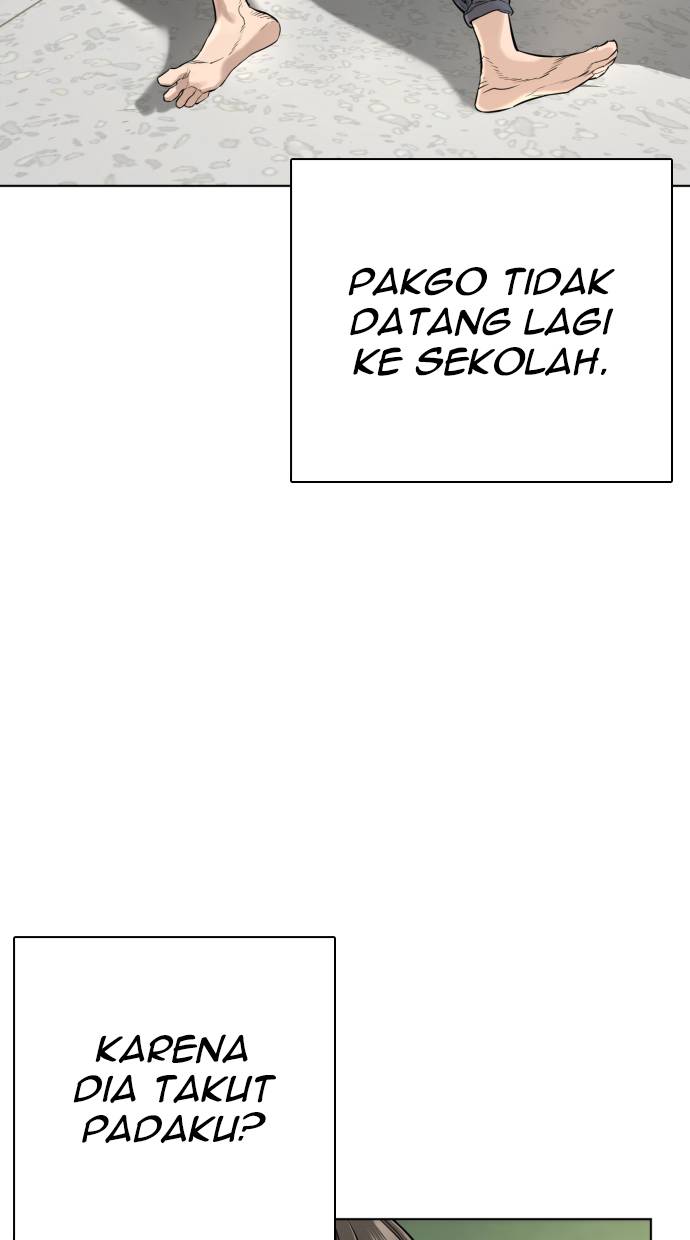 PAKGO TIDAK
DATANG LAGI
KE SEKOLAH.
KARENA
DIA TAKUT
PADAKU?